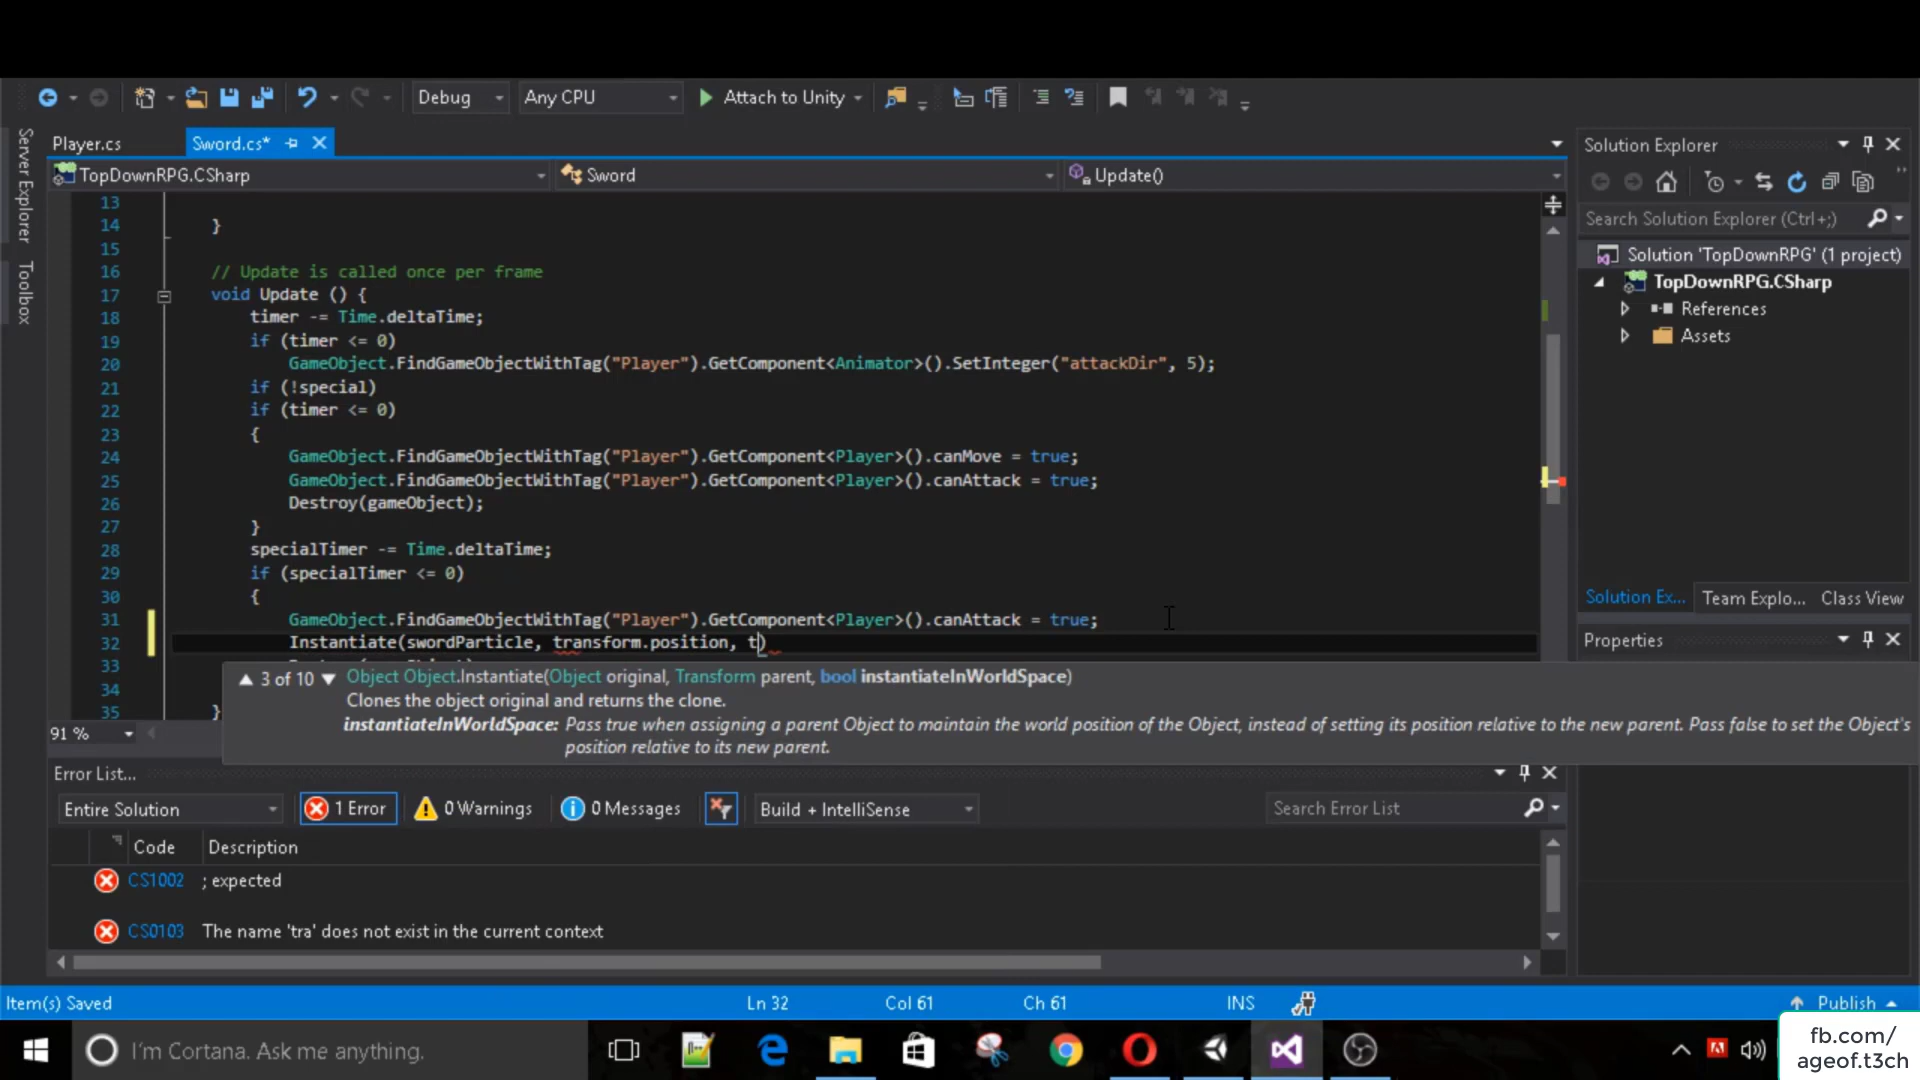 Debug
Any CPU
Attach to Unity
Player.cs
Sword.cs*
Server Explorer
Toolbox
TopDownRPG.CSharp
Sword
Update()
13
14 }
15
16 // Update is called once per frame
17 void Update () {
18 timer -= Time.deltaTime;
19 if (timer <= 0)
20 GameObject.FindGameObjectWithTag("Player").GetComponent<Animator>().SetInteger("attackDir", 5);
21 if (!special)
22 if (timer <= 0)
23 {
24 GameObject.FindGameObjectWithTag("Player").GetComponent<Player>().canMove = true;
25 GameObject.FindGameObjectWithTag("Player").GetComponent<Player>().canAttack = true;
26 Destroy(gameObject);
27 }
28 specialTimer -= Time.deltaTime;
29 if (specialTimer <= 0)
30 {
31 GameObject.FindGameObjectWithTag("Player").GetComponent<Player>().canAttack = true;
32 Instantiate(swordParticle, transform.position, t)
33
34
35 }
3 of 10 Object Object.Instantiate(Object original, Transform parent, bool instantiateInWorldSpace)
Clones the object original and returns the clone.
instantiateInWorldSpace: Pass true when assigning a parent Object to maintain the world position of the Object, instead of setting its position relative to the new parent. Pass false to set the Object's
position relative to its new parent.
91 %
Solution Explorer
Search Solution Explorer (Ctrl+;)
Solution 'TopDownRPG' (1 project)
TopDownRPG.CSharp
References
Assets
Solution Ex...
Team Explo...
Class View
Properties
Error List...
Entire Solution
1 Error
0 Warnings
0 Messages
Build + IntelliSense
Search Error List
Code
Description
CS1002 ; expected
CS0103 The name 'tra' does not exist in the current context
Item(s) Saved
Ln 32
Col 61
Ch 61
INS
Publish
I'm Cortana. Ask me anything.
fb.com/
ageof.t3ch